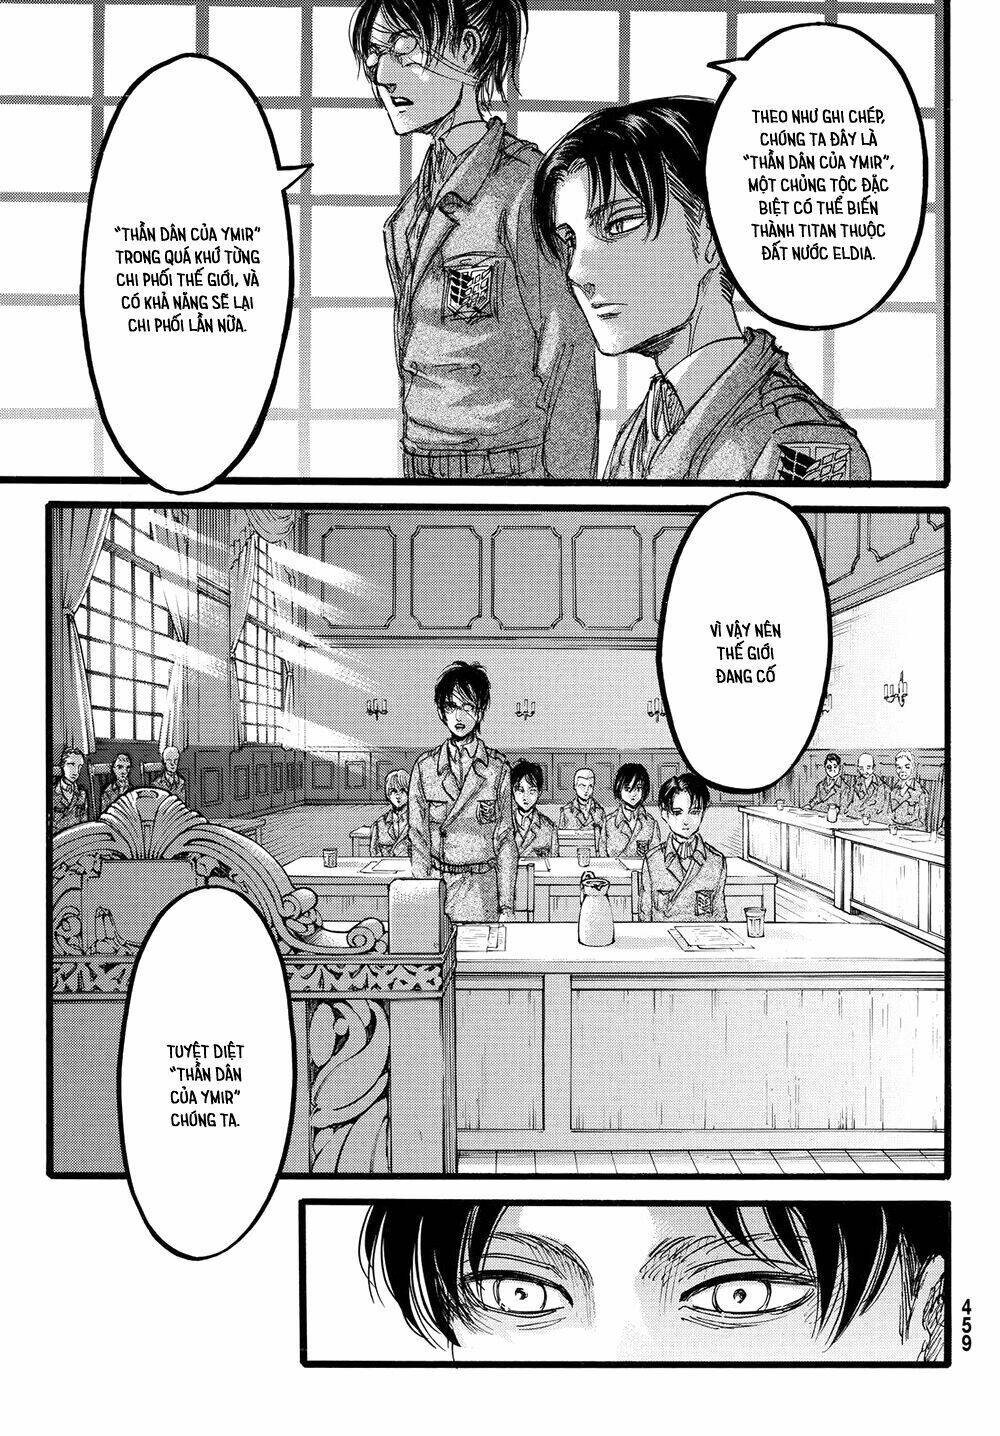 THEO NHƯ GHI CHÉP,
CHÚNG TA ĐÂY LÀ
"THẦN DÂN CỦA YMIR",
MỘT CHỦNG TỘC ĐẶC
BIỆT CÓ THỂ BIẾN
THÀNH TITAN THUỘC
ĐẤT NƯỚC ELDIA.
"THẦN DÂN CỦA YMIR"
TRONG QUÁ KHỨ TỪNG
CHI PHỐI THẾ GIỚI, VÀ
CÓ KHẢ NĂNG SẼ LẠI
CHI PHỐI LẦN NỮA.
VÌ VẬY NÊN
THẾ GIỚI
ĐANG CỐ
TUYỆT DIỆT
"THẦN DÂN
CỦA YMIR"
CHÚNG TA.
459